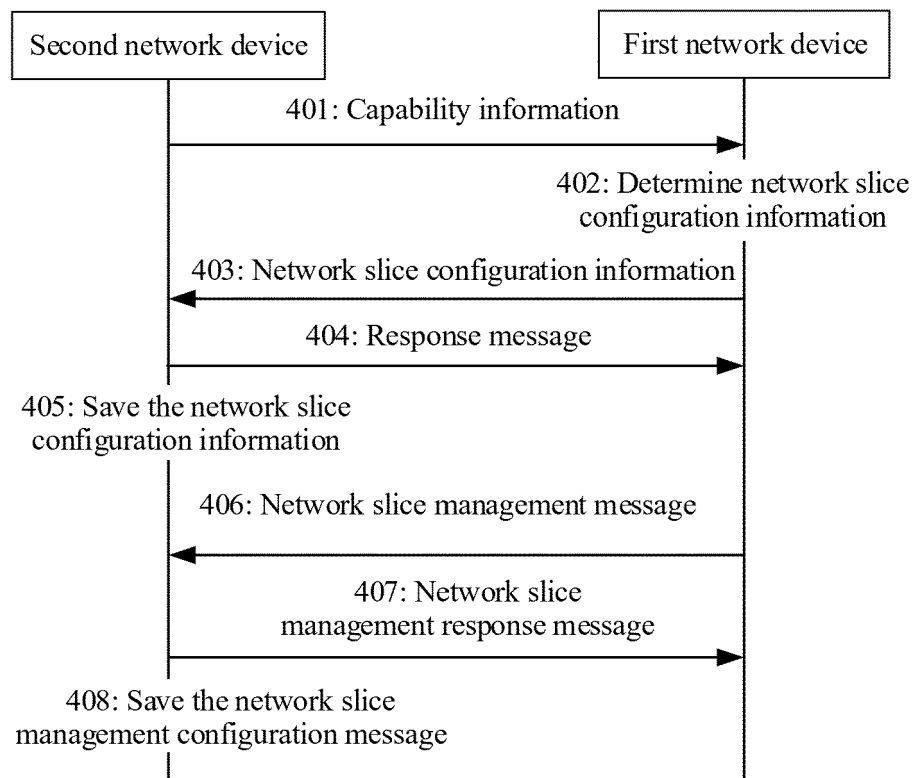 Second network device
First network device
401: Capability information
402: Determine network slice
configuration information
403: Network slice configuration information
404: Response message
405: Save the network slice
configuration information
406: Network slice management message
407: Network slice
management response message
408: Save the network slice
management configuration message